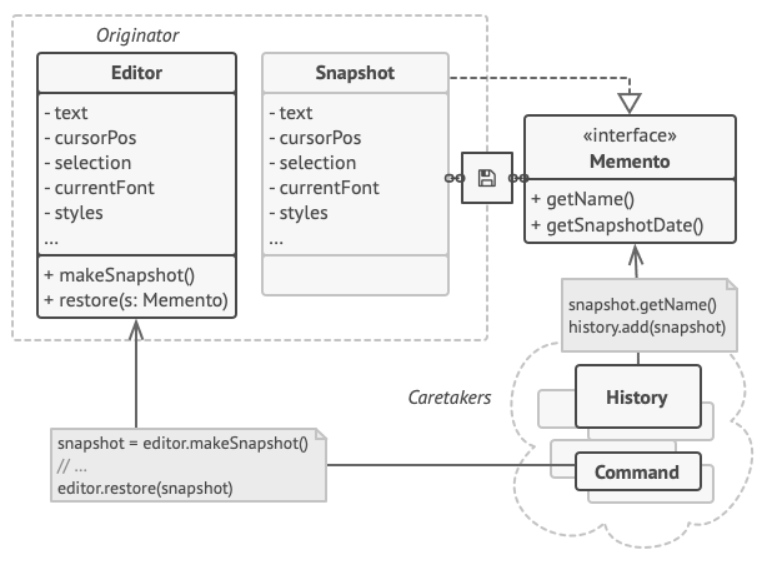 Originator
Editor
- text
- cursorPos
- selection
- currentFont
- styles
...
+ makeSnapshot()
+ restore(s: Memento)
Snapshot
- text
- cursorPos
- selection
- currentFont
- styles
...
«interface»
Memento
+ getName()
+ getSnapshotDate()
snapshot.getName()
history.add(snapshot)
Caretakers
History
Command
snapshot = editor.makeSnapshot()
// ...
editor.restore(snapshot)